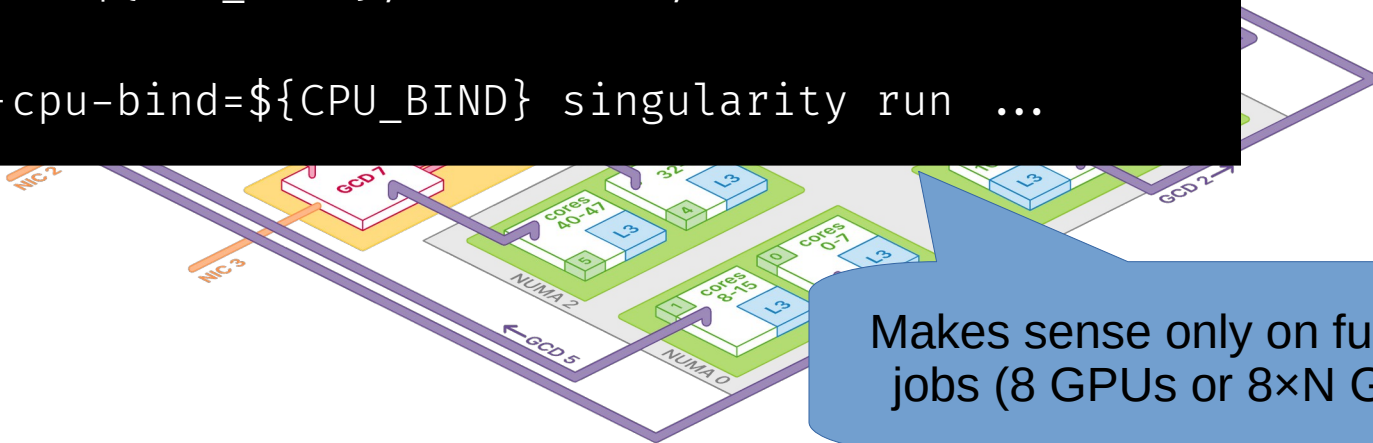 -cpu-bind=${CPU_BIND} singularity run ...
NIC 2
GCD 7
32-
L3
4
L3
GCD 2→
cores
40-47
L3
5
cores
0-7
0
L3
NIC 3
NUMA 2
cores
8-15
1
L3
←GCD 5
NUMA 0
Makes sense only on fu
jobs (8 GPUs or 8×N G